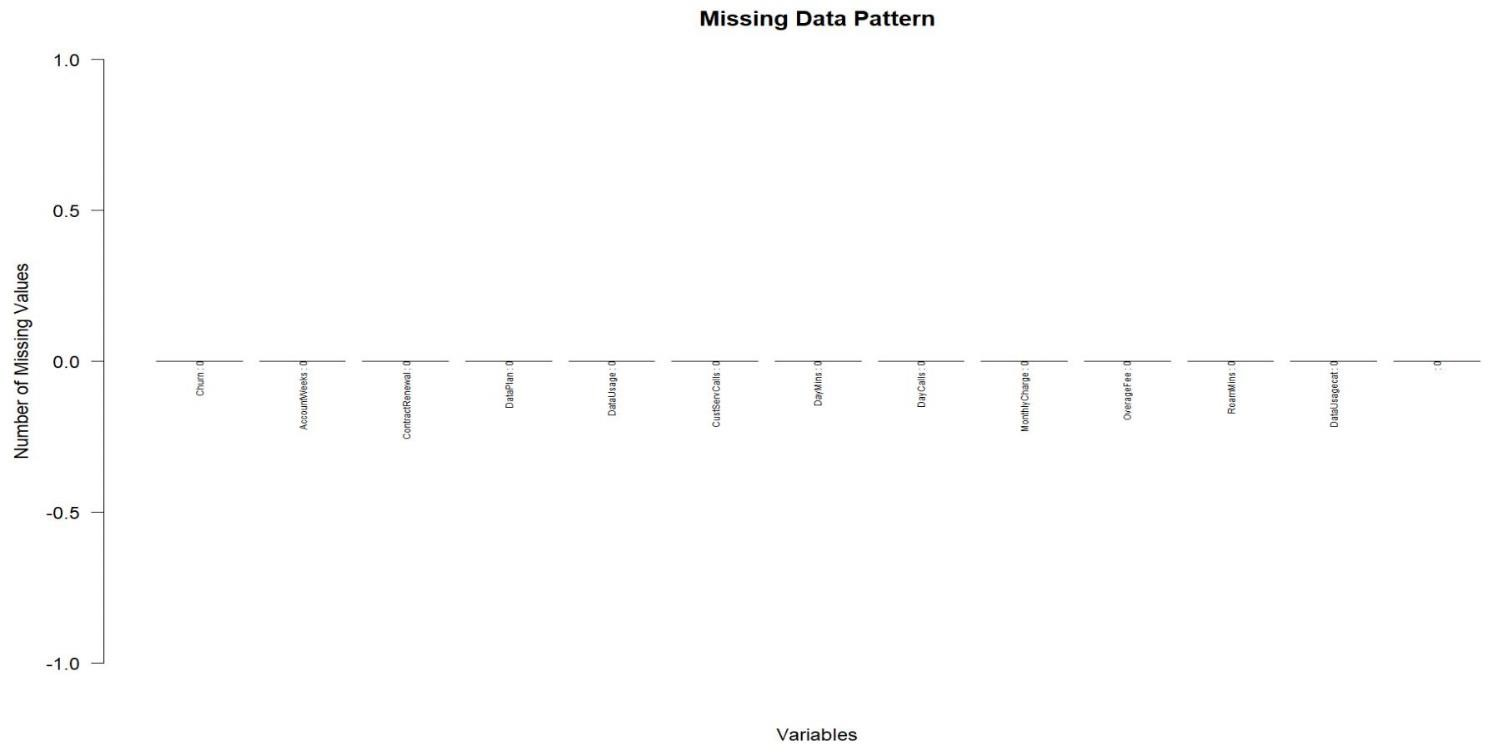 Missing Data Pattern
1.0
0.5
0.0
-0.5
-1.0
Number of Missing Values
Churn : 0
AccountWeeks : 0
ContractRenewal : 0
DataPlan : 0
DataUsage : 0
CustServCalls : 0
DayMins : 0
DayCalls : 0
MonthlyCharge : 0
OverageFee : 0
RoamMins : 0
DataUsagecat : 0
: 0
Variables